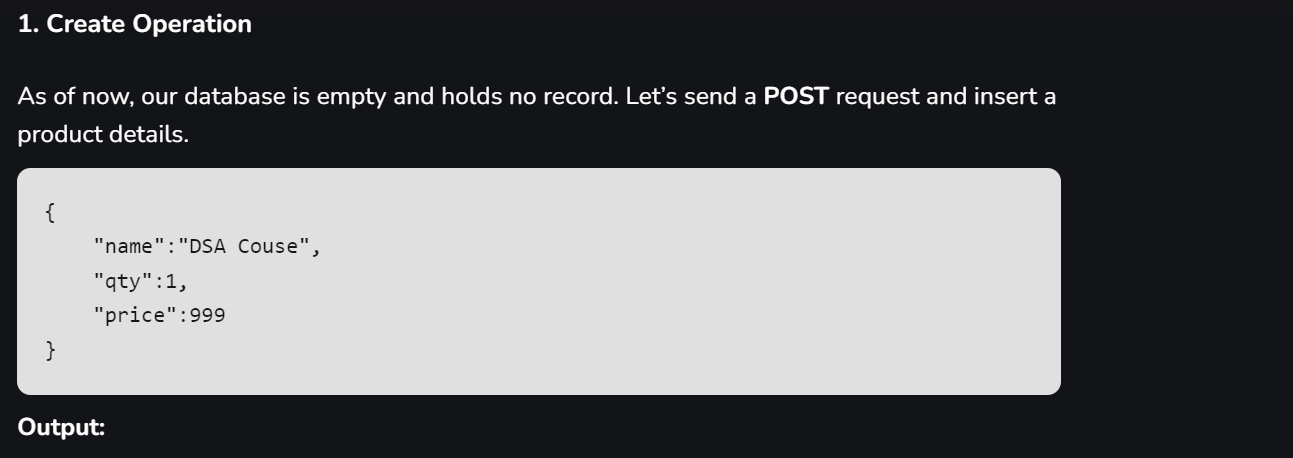 1. Create Operation
As of now, our database is empty and holds no record. Let’s send a POST request and insert a
product details.
{
"name":"DSA Couse",
"qty":1,
"price":999
}
Output: